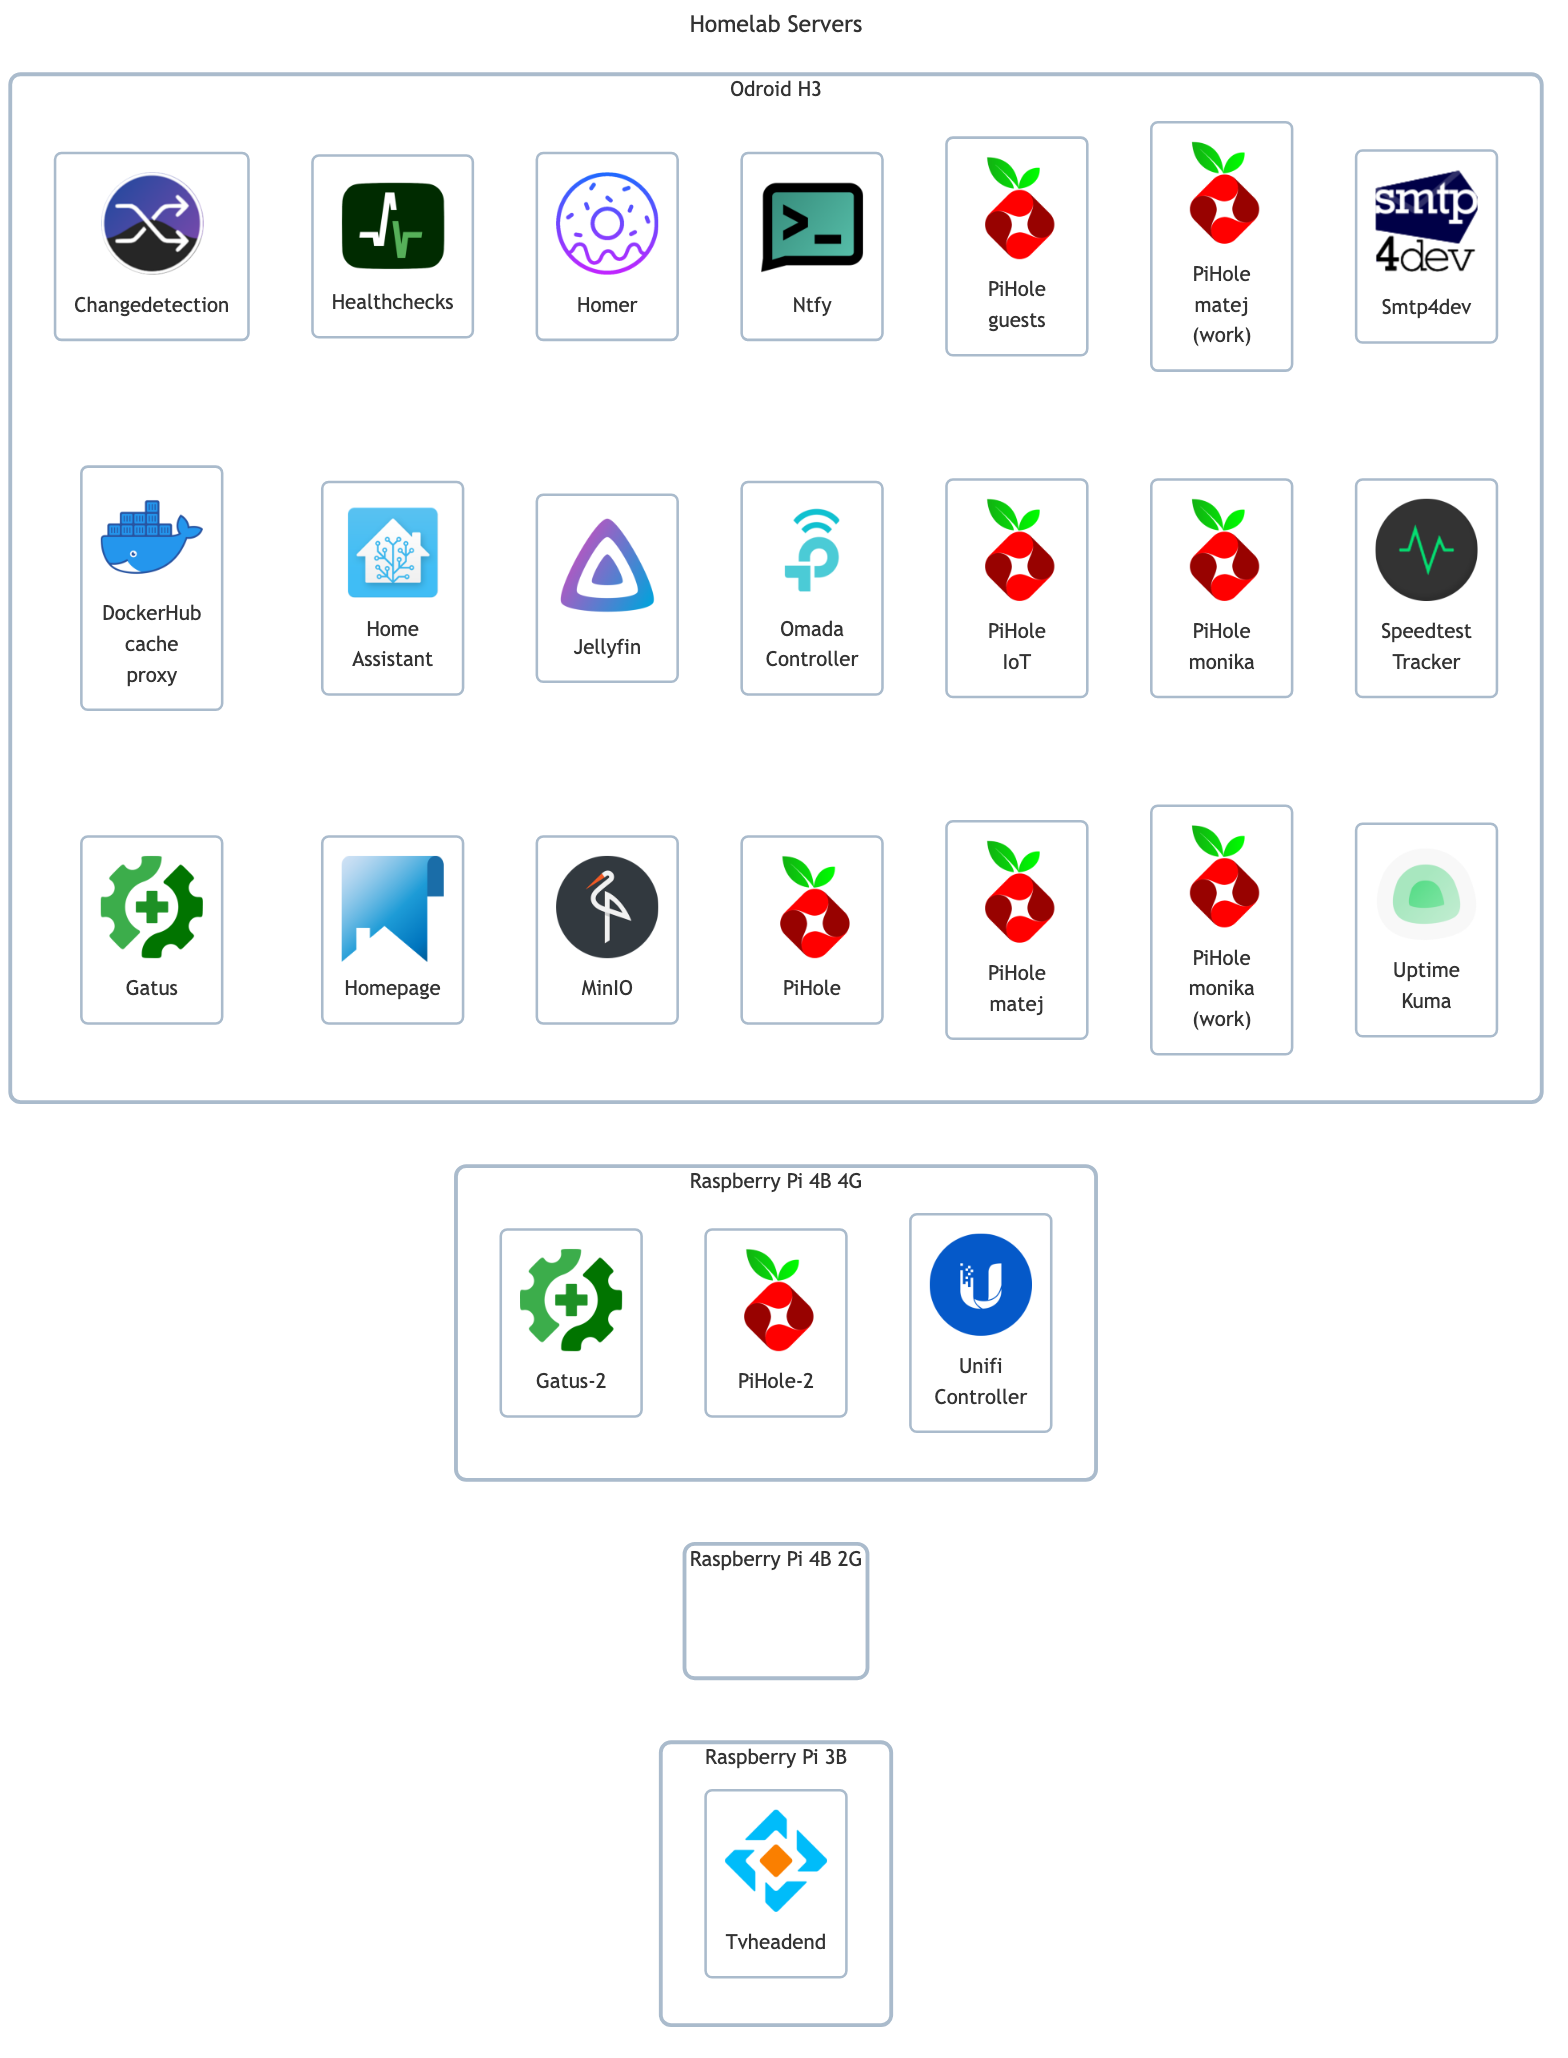 Homelab Servers
Odroid H3
Changedetection
Healthchecks
Homer
Ntfy
PiHole
guests
PiHole
matej
(work)
smtp
4dev
Smtp4dev
DockerHub
cache
proxy
Home
Assistant
Jellyfin
Omada
Controller
PiHole
IoT
PiHole
monika
Speedtest
Tracker
Gatus
Homepage
MinIO
PiHole
PiHole
matej
PiHole
monika
(work)
Uptime
Kuma
Raspberry Pi 4B 4G
Gatus-2
PiHole-2
Unifi
Controller
Raspberry Pi 4B 2G
Raspberry Pi 3B
Tvheadend